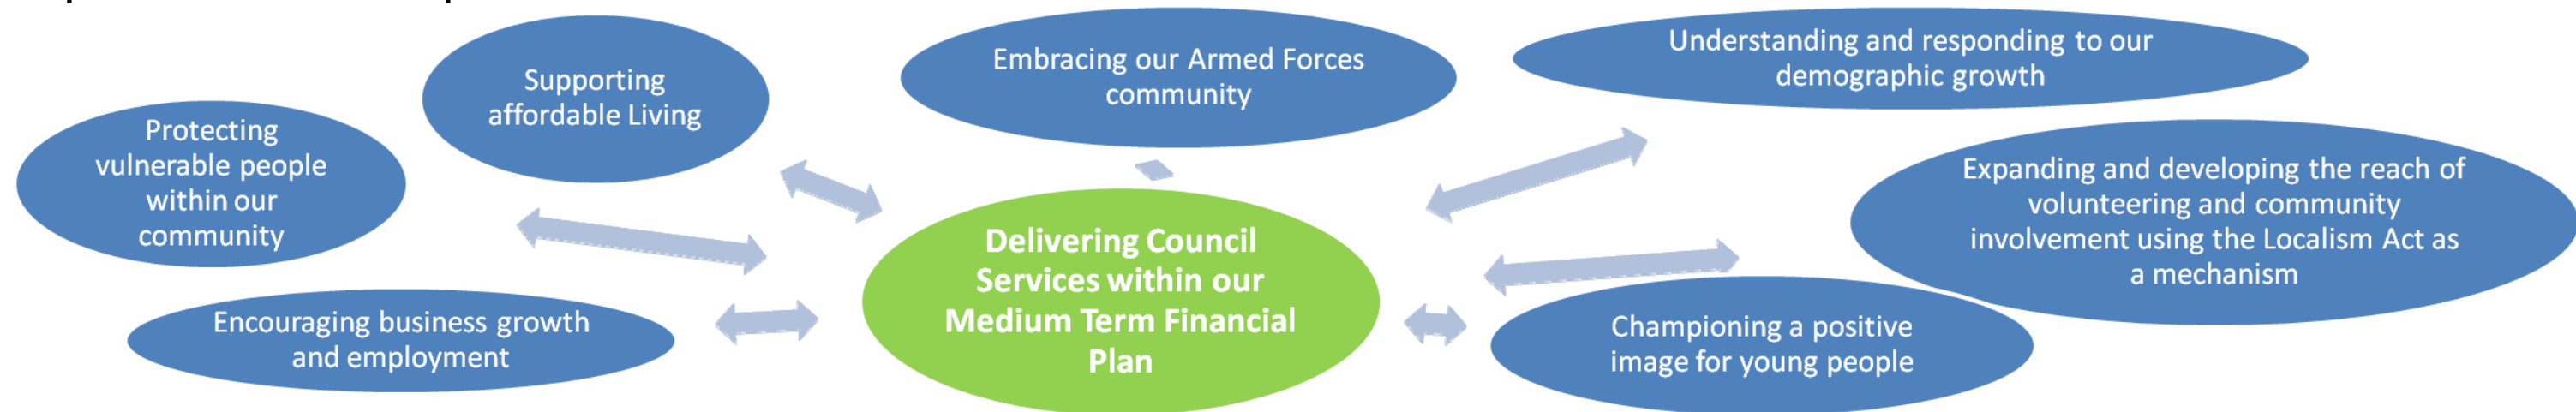 Supporting
affordable Living
Embracing our Armed Forces
community
Understanding and responding to our
demographic growth
Protecting
vulnerable people
within our
community
Expanding and developing the reach of
volunteering and community
involvement using the Localism Act as
a mechanism
Delivering Council
Services within our
Medium Term Financial
Plan
Encouraging business growth
and employment
Championing a positive
image for young people